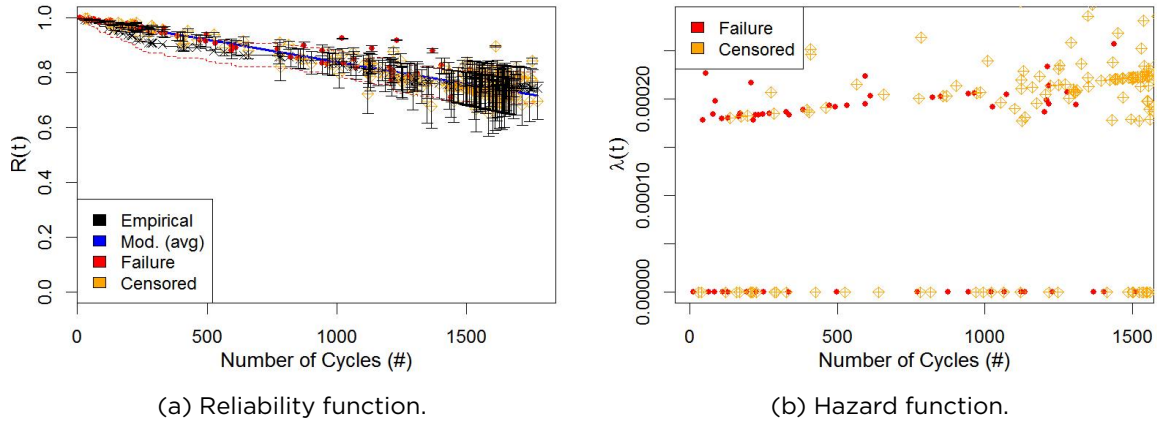 1.0
0.8
0.6
0.4
0.2
0.0
R(t)
Empirical
Mod. (avg)
Failure
Censored
0
500
1000
1500
Number of Cycles (#)
(a) Reliability function.
0.00020
0.00010
0.00000
λ(t)
Failure
Censored
0
500
1000
1500
Number of Cycles (#)
(b) Hazard function.